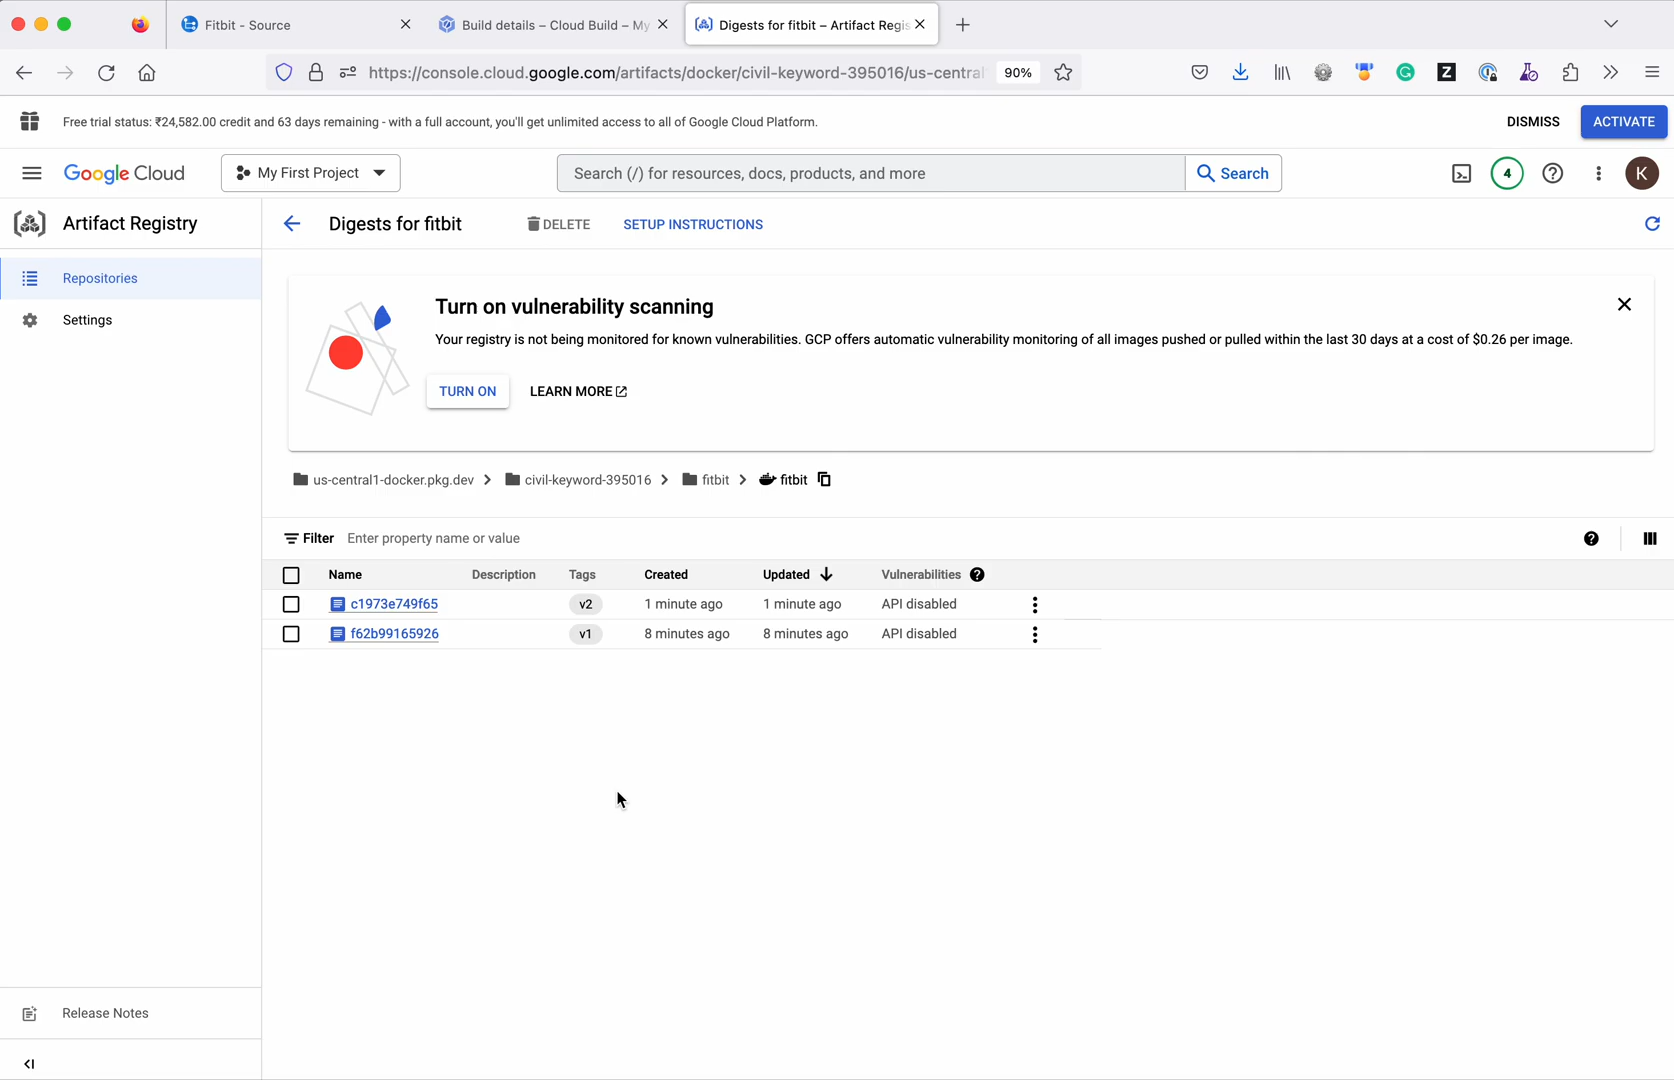 Fitbit - Source
Build details – Cloud Build – My
Digests for fitbit – Artifact Regis
https://console.cloud.google.com/artifacts/docker/civil-keyword-395016/us-central
90%
Free trial status: ₹24,582.00 credit and 63 days remaining - with a full account, you'll get unlimited access to all of Google Cloud Platform.
DISMISS
ACTIVATE
Google Cloud
My First Project
Search (/) for resources, docs, products, and more
Search
4
K
Artifact Registry
Digests for fitbit
DELETE
SETUP INSTRUCTIONS
Repositories
Settings
Turn on vulnerability scanning
Your registry is not being monitored for known vulnerabilities. GCP offers automatic vulnerability monitoring of all images pushed or pulled within the last 30 days at a cost of $0.26 per image.
TURN ON
LEARN MORE
us-central1-docker.pkg.dev > civil-keyword-395016 > fitbit > fitbit
Filter Enter property name or value
Name Description Tags Created Updated Vulnerabilities
c1973e749f65 v2 1 minute ago 1 minute ago API disabled
f62b99165926 v1 8 minutes ago 8 minutes ago API disabled
Release Notes